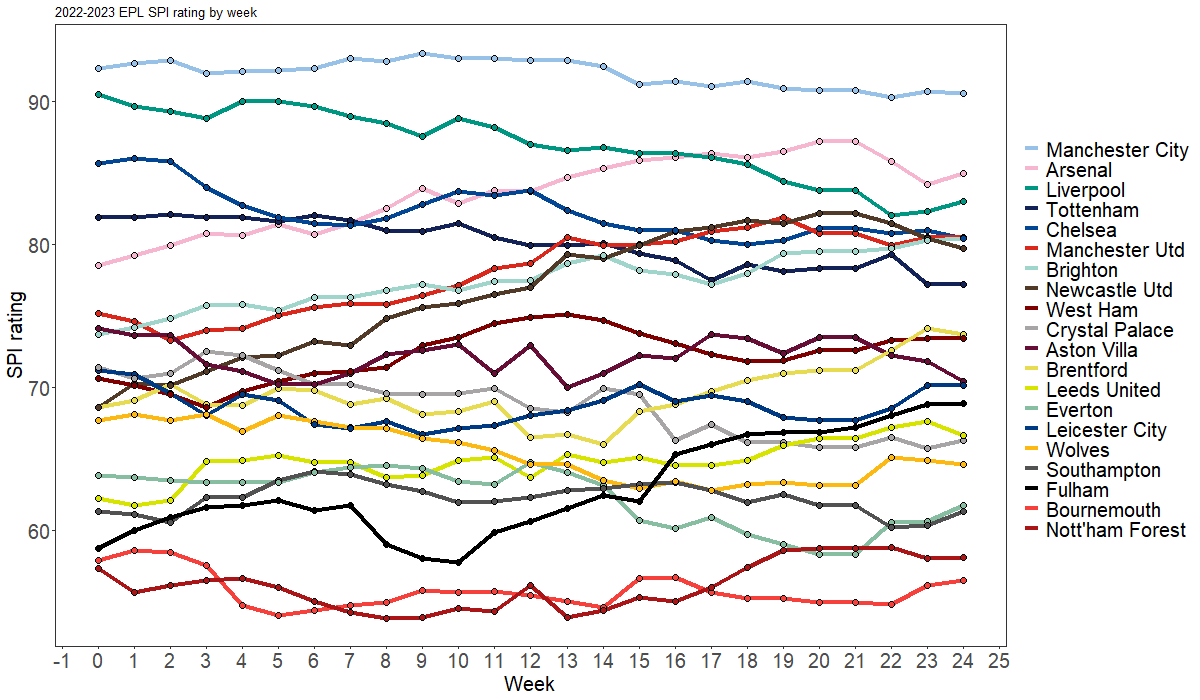 2022-2023 EPL SPI rating by week
SPI rating
90
80
70
60
-1 0 1 2 3 4 5 6 7 8 9 10 11 12 13 14 15 16 17 18 19 20 21 22 23 24 25
Week
Manchester City
Arsenal
Liverpool
Tottenham
Chelsea
Manchester Utd
Brighton
Newcastle Utd
West Ham
Crystal Palace
Aston Villa
Brentford
Leeds United
Everton
Leicester City
Wolves
Southampton
Fulham
Bournemouth
Nott'ham Forest